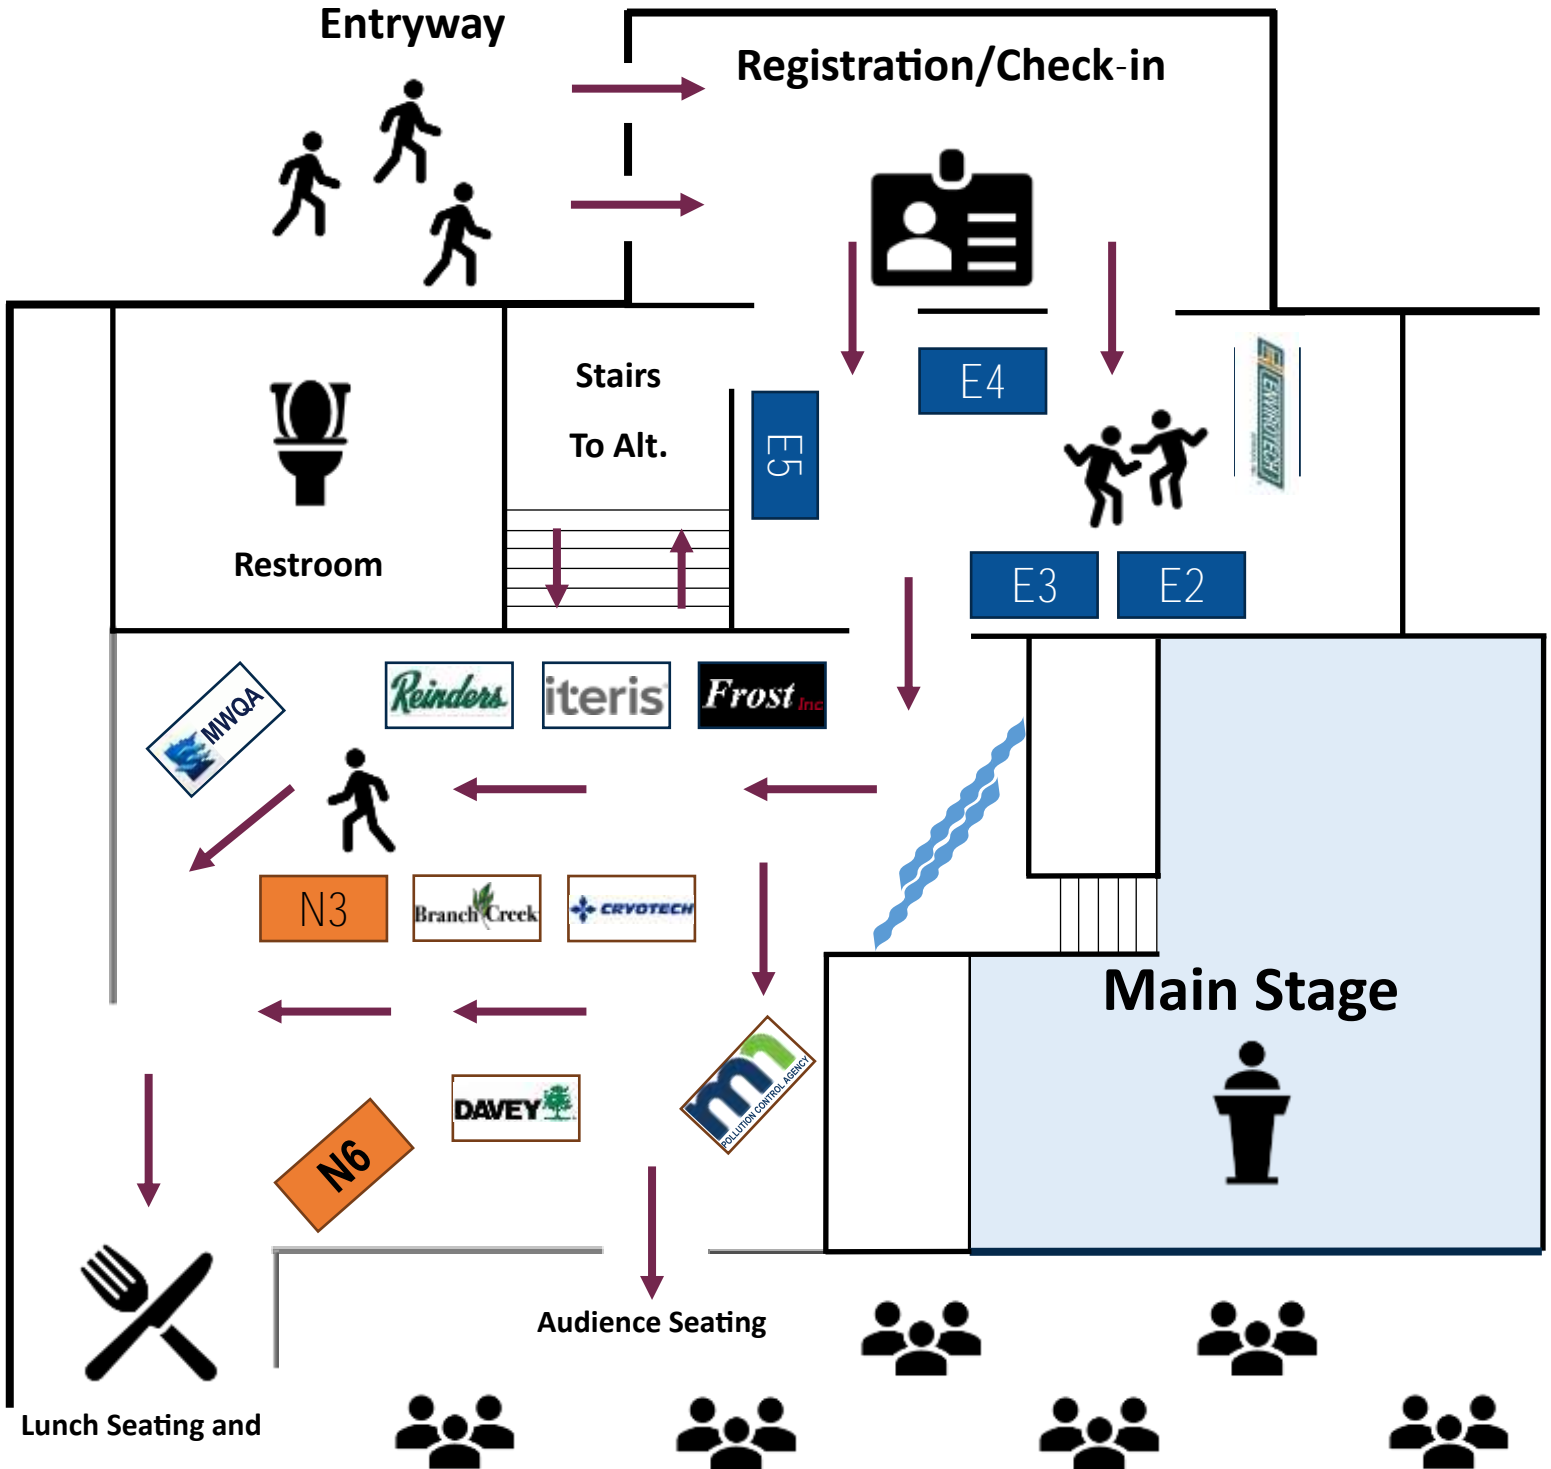 Entryway
Registration/Check-in
Stairs
To Alt.
E4
E5
ENVIROTECH
Restroom
E3
E2
MWQA
Reinders
iteris
Frost Inc
N3
Branch Creek
CRYOTECH
Main Stage
POLLUTION CONTROL AGENCY
DAVEY
N6
Audience Seating
Lunch Seating and